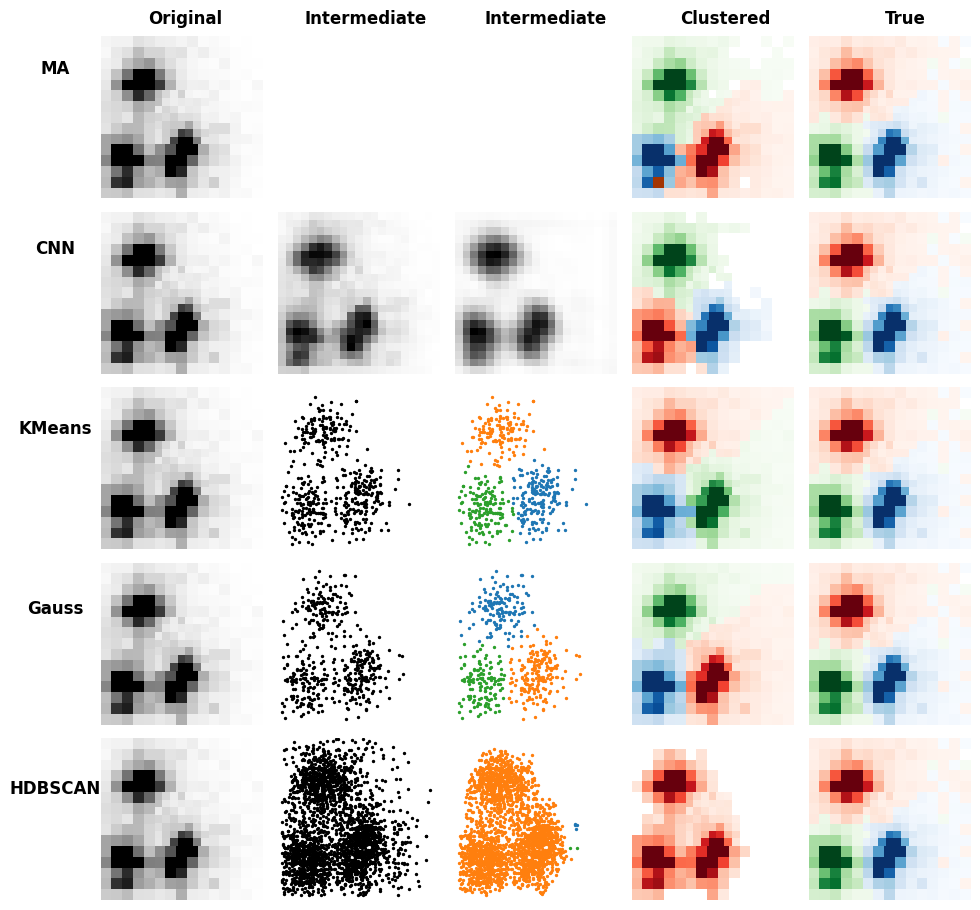 Original Intermediate Intermediate Clustered True
MA
CNN
KMeans
Gauss
HDBSCAN